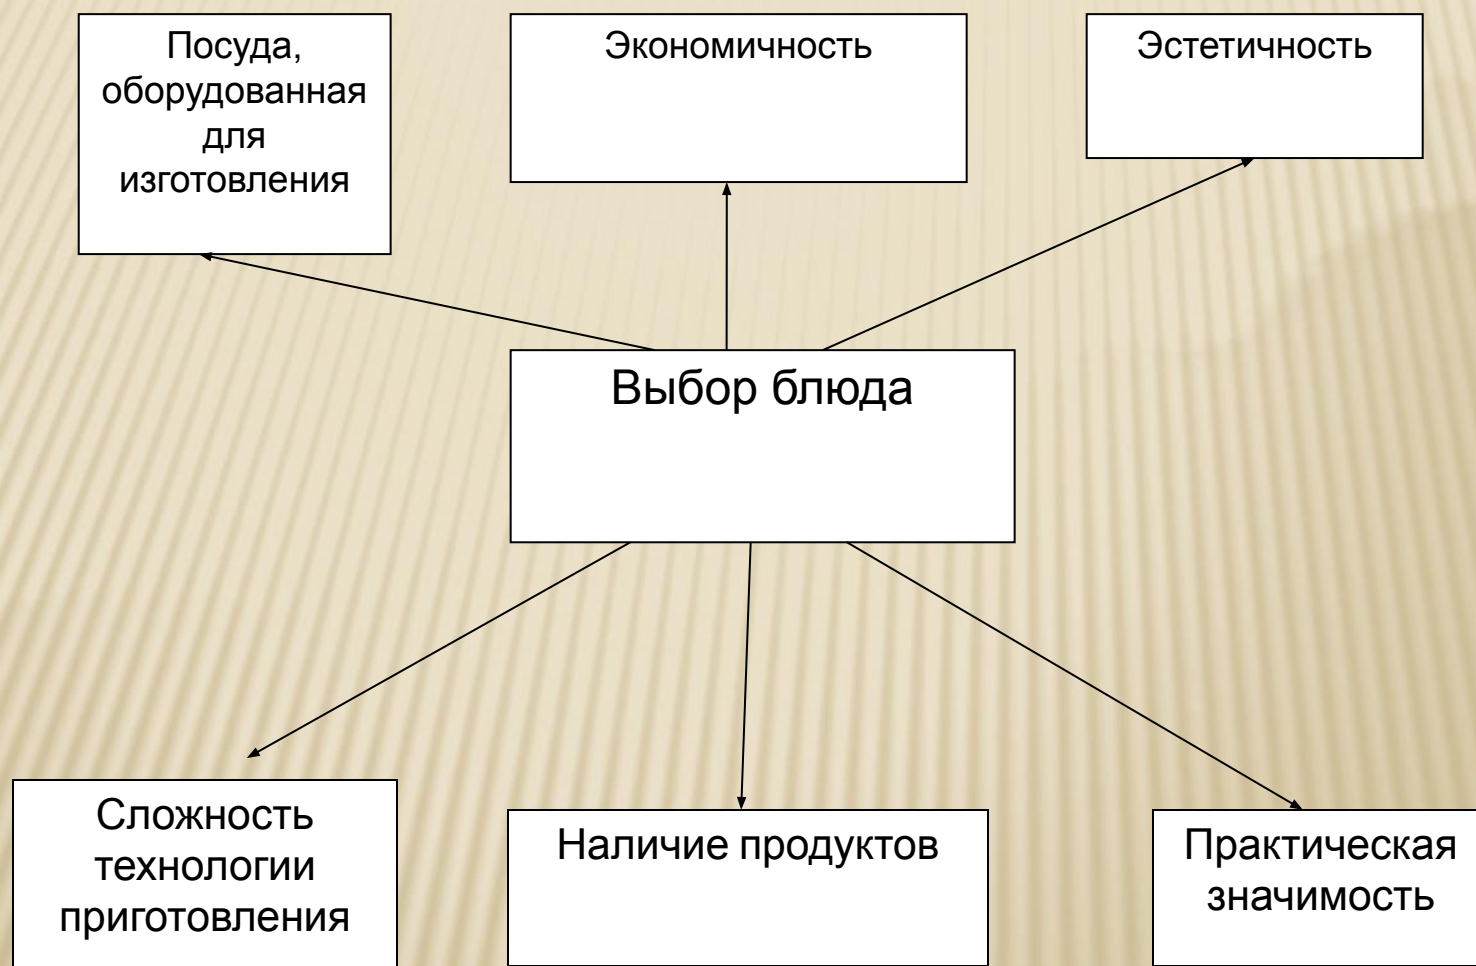 Посуда,
оборудованная
для
изготовления
Экономичность
Эстетичность
Выбор блюда
Сложность
технологии
приготовления
Наличие продуктов
Практическая
значимость